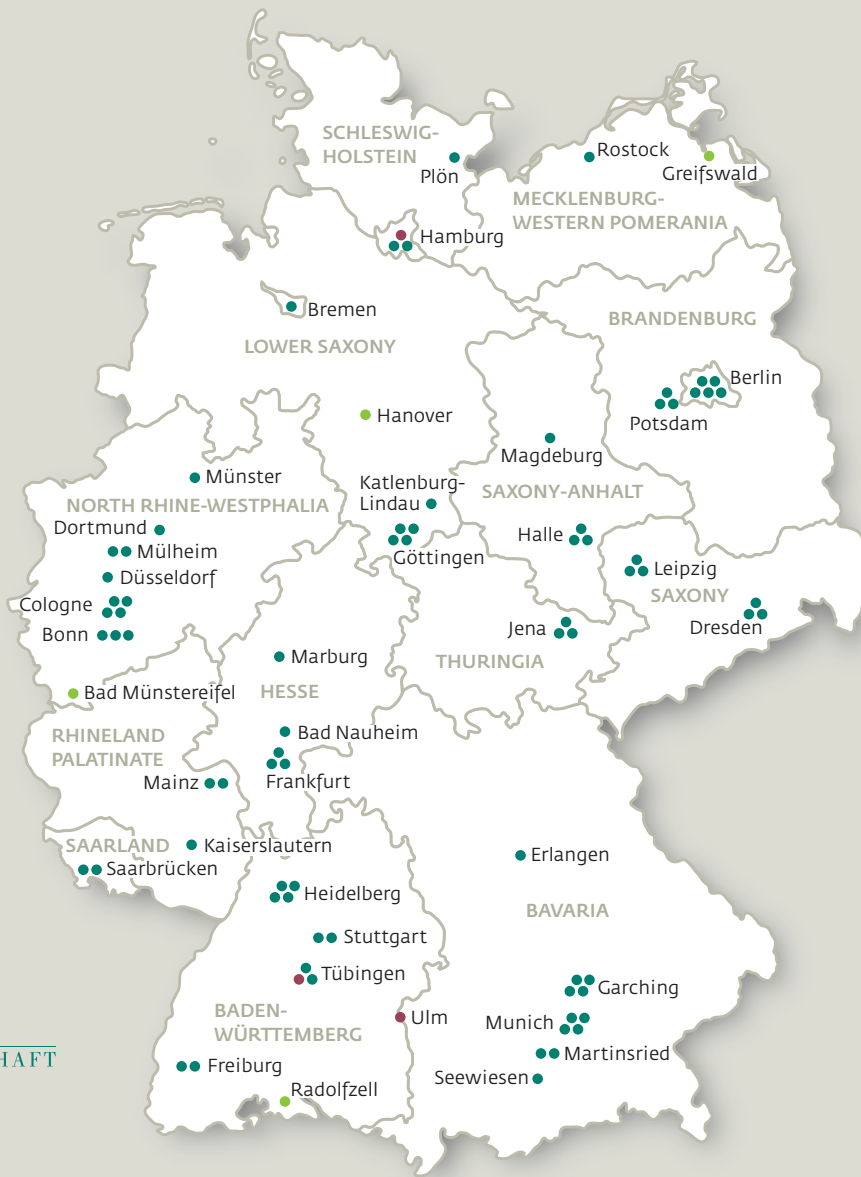 SCHLESWIG-
HOLSTEIN
Plön
Rostock
Greifswald
MECKLENBURG-
WESTERN POMERANIA
Hamburg
Bremen
LOWER SAXONY
BRANDENBURG
Berlin
Potsdam
Hanover
Magdeburg
Münster
NORTH RHINE-WESTPHALIA
Katlenburg-
Lindau
SAXONY-ANHALT
Dortmund
Mülheim
Göttingen
Halle
Düsseldorf
Leipzig
SAXONY
Cologne
Bonn
Jena
Dresden
Marburg
THURINGIA
HESSE
Bad Münstereifel
RHINELAND
PALATINATE
Bad Nauheim
Frankfurt
Mainz
SAARLAND
Kaiserslautern
Saarbrücken
Erlangen
Heidelberg
BAVARIA
Stuttgart
Tübingen
Garching
BADEN-
WÜRTTEMBERG
Ulm
Munich
HAFT
Freiburg
Martinsried
Seewiesen
Radolfzell